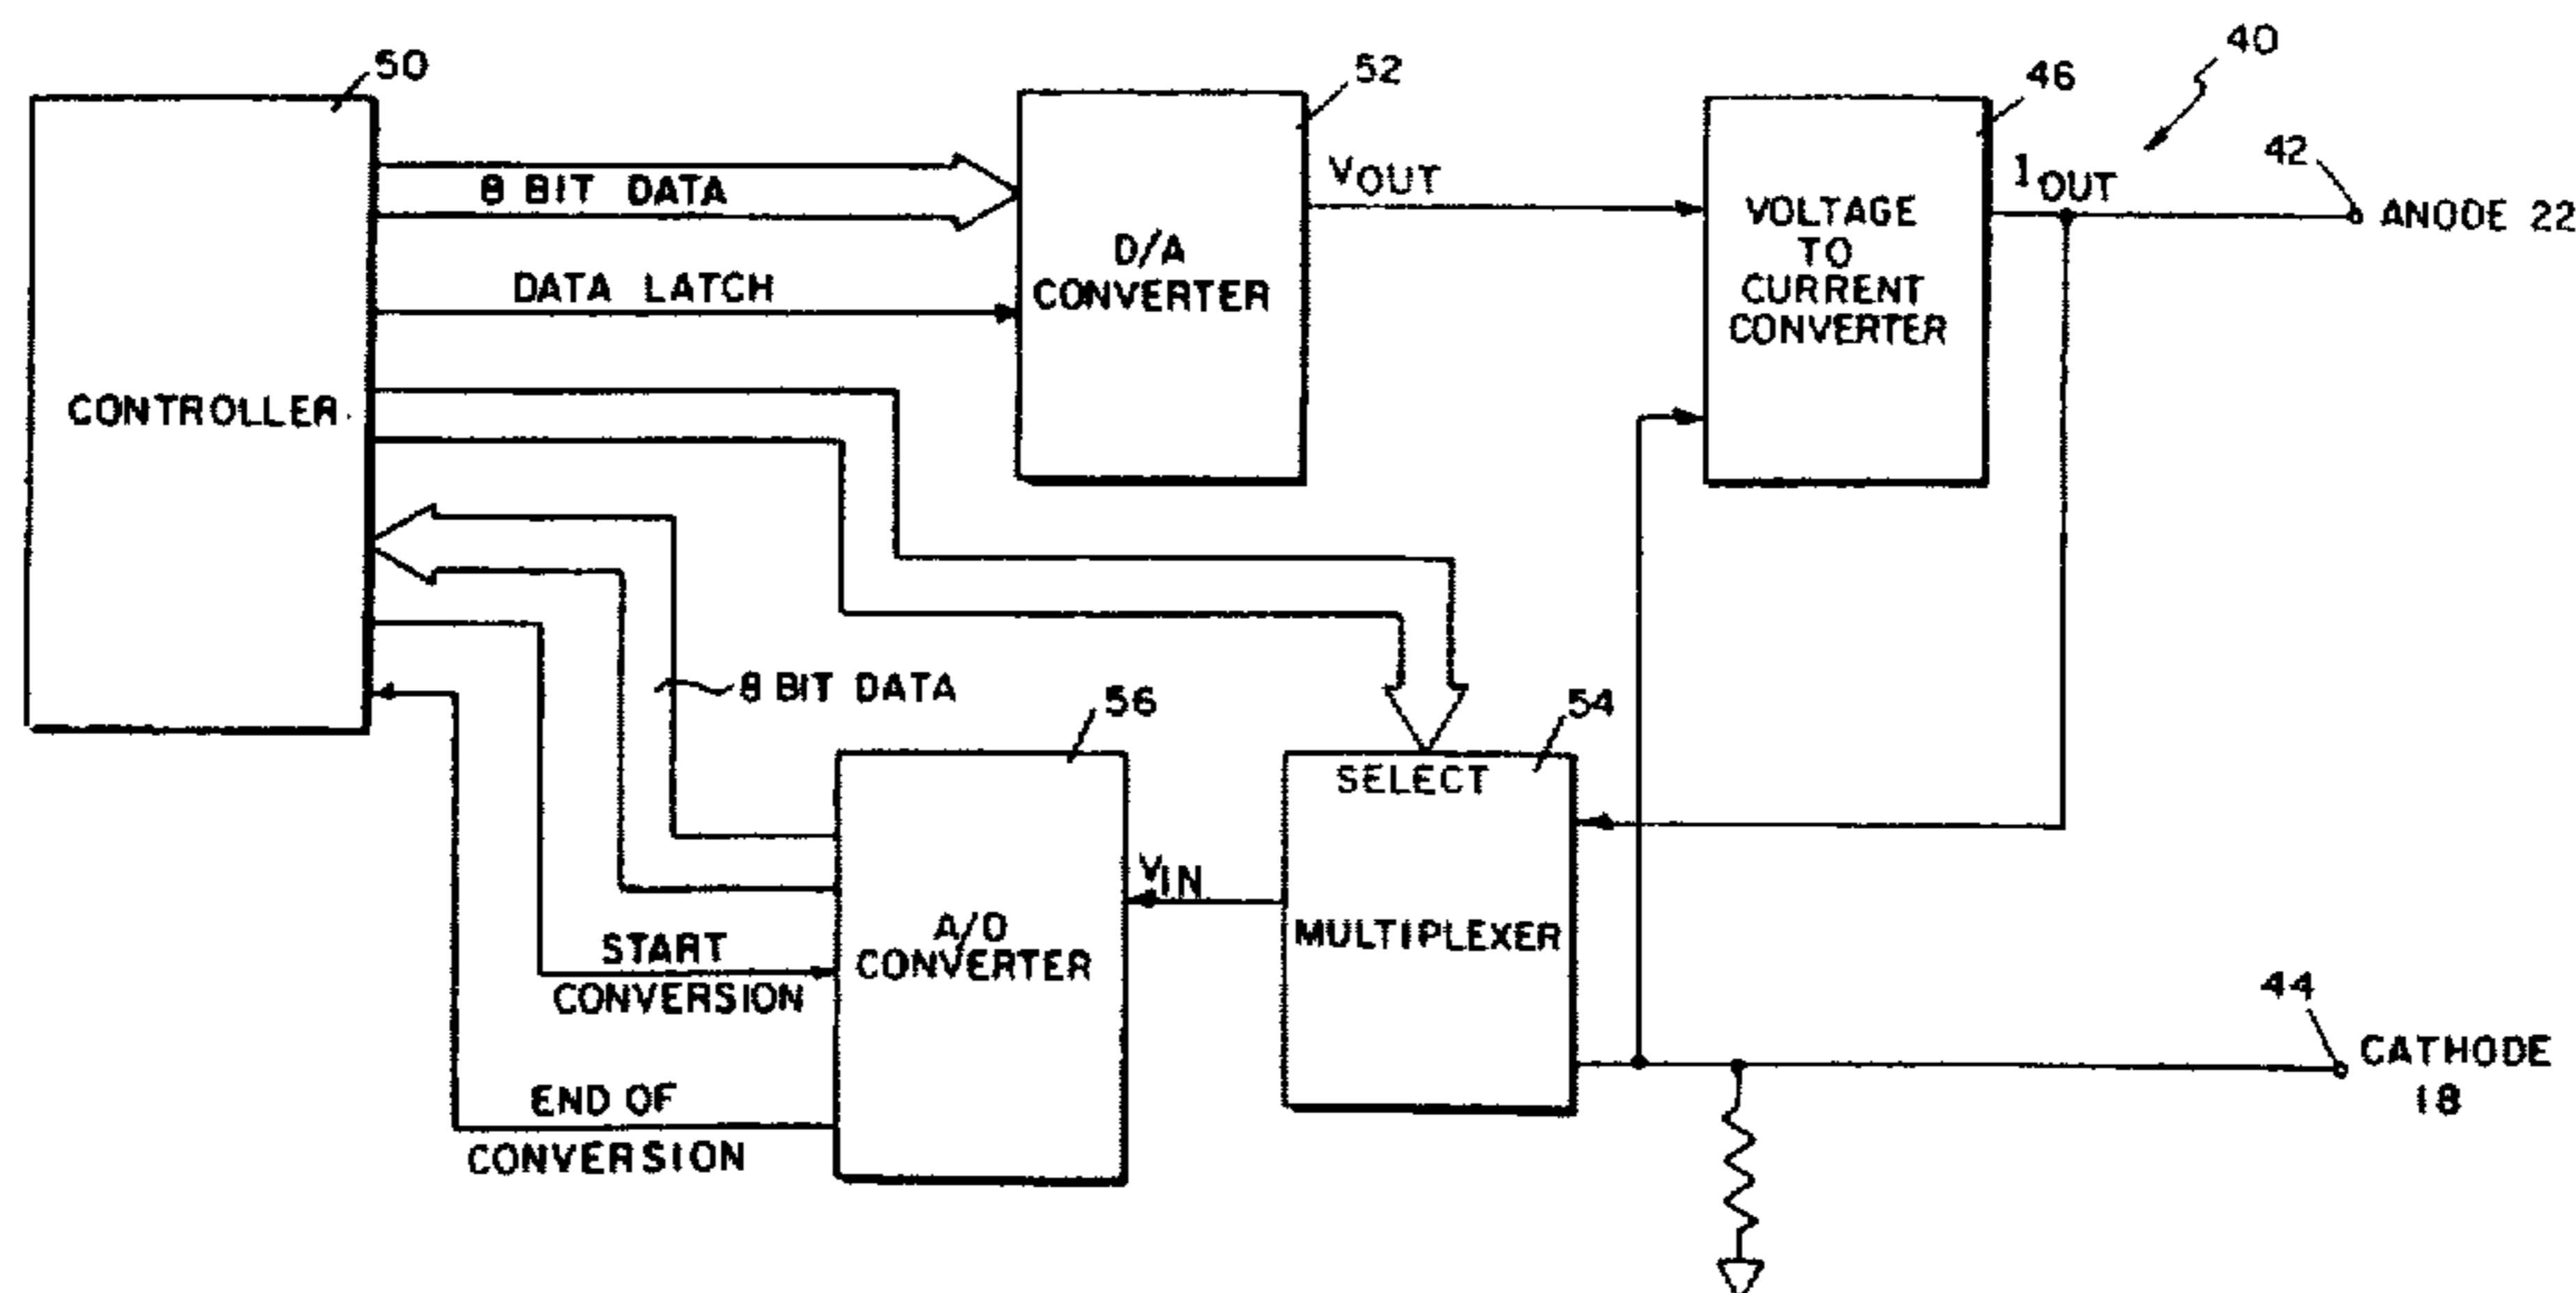 40
50
52
46
42
8 BIT DATA
VOUT
IOUT
ANODE 22
D/A
CONVERTER
VOLTAGE
TO
CURRENT
CONVERTER
DATA LATCH
CONTROLLER
8 BIT DATA
56
54
SELECT
VIN
A/D
CONVERTER
MULTIPLEXER
START
CONVERSION
44
CATHODE
18
END OF
CONVERSION